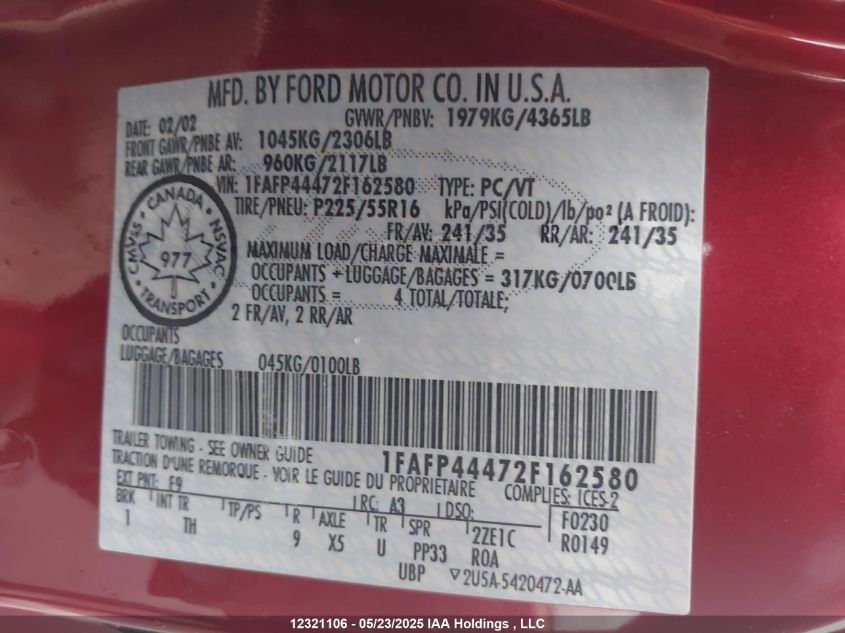 MFD. BY FORD MOTOR CO. IN U.S.A.
DATE: 02/02 GVWR/PNBV: 1979KG/4365LB
FRONT GAWR/PNBE AV: 1045KG/2306LB
REAR GAWR/PNBE AR: 960KG/2117LB
VIN: 1FAFP44472F162580 TYPE: PC/VT
TIRE/PNEU: P225/55R16 kPa/PSI(COLD)/lb/po² (A FROID):
FR/AV: 241/35 RR/AR: 241/35
CANADA
CMVSS NSVAC
977
TRANSPORT
MAXIMUM LOAD/CHARGE MAXIMALE =
OCCUPANTS + LUGGAGE/BAGAGES = 317KG/0700LB
OCCUPANTS = 4 TOTAL/TOTALE;
2 FR/AV, 2 RR/AR
OCCUPANTS
LUGGAGE/BAGAGES 045KG/0100LB
TRAILER TOWING - SEE OWNER GUIDE 1FAFP44472F162580
TRACTION D'UNE REMORQUE - VOIR LE GUIDE DU PROPRIETAIRE COMPLIES: ICES-2
EXT PNT: E9 RC: A3 DSO: F0230
BRK INT TR TP/PS R AXLE TR SPR 2ZE1C R0149
1 TH 9 X5 U PP33 ROA
UBP ▽2U5A-5420472-AA
12321106 - 05/23/2025 IAA Holdings , LLC